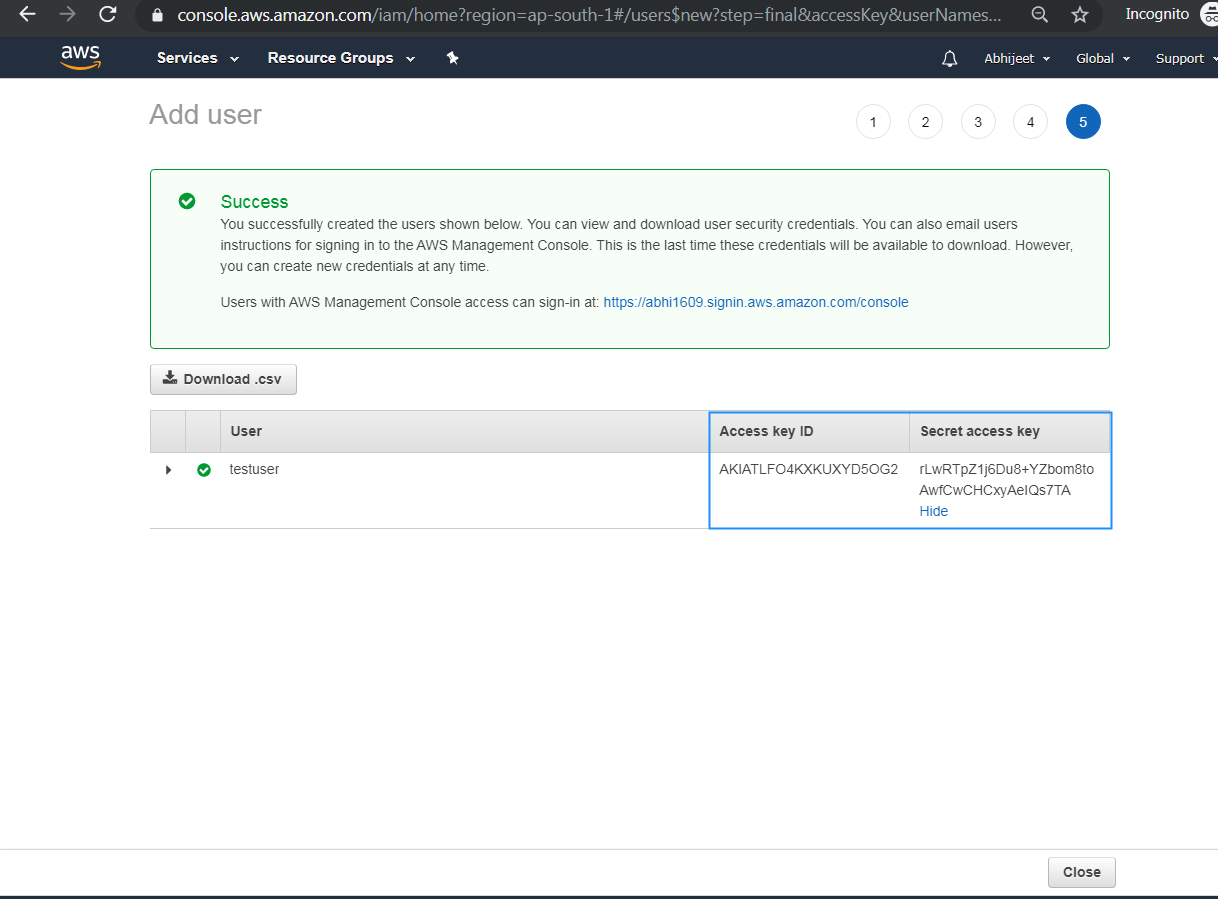 console.aws.amazon.com/iam/home?region=ap-south-1#/users$new?step=final&accessKey&userNames...
Incognito
aws
Services
Resource Groups
Abhijeet
Global
Support
Add user
1
2
3
4
5
Success
You successfully created the users shown below. You can view and download user security credentials. You can also email users
instructions for signing in to the AWS Management Console. This is the last time these credentials will be available to download. However,
you can create new credentials at any time.
Users with AWS Management Console access can sign-in at: https://abhi1609.signin.aws.amazon.com/console
Download .csv
User
Access key ID
Secret access key
testuser
AKIATLFO4KXKUXYD5OG2
rLwRTpZ1j6Du8+YZbom8to
Hide
Close